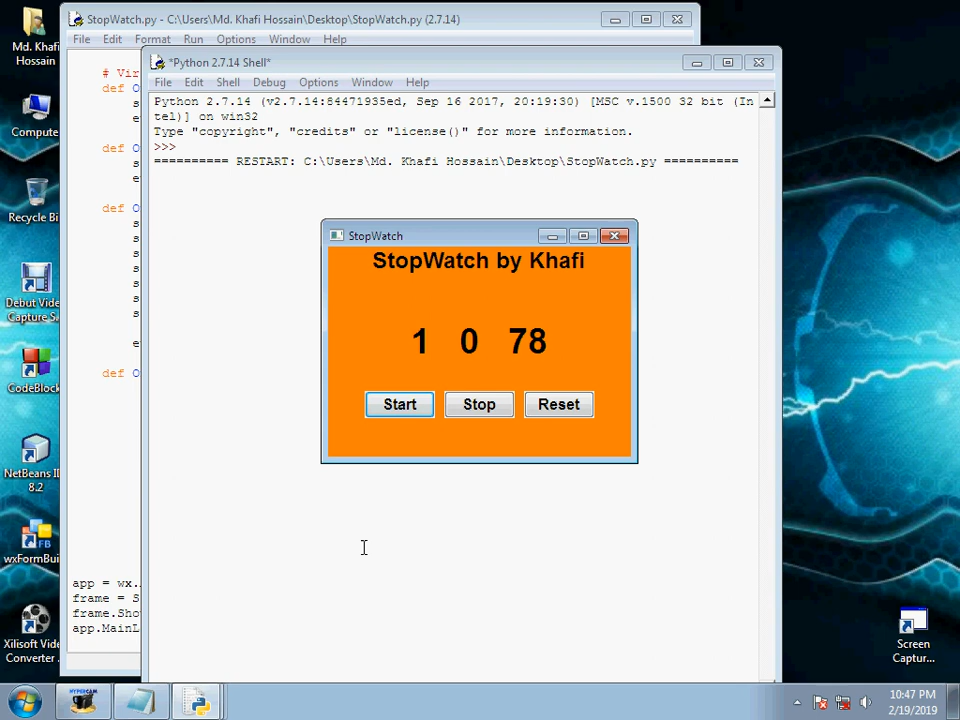 StopWatch.py - C:\Users\Md. Khafi Hossain\Desktop\StopWatch.py (2.7.14)
File Edit Format Run Options Window Help
*Python 2.7.14 Shell*
File Edit Shell Debug Options Window Help
Python 2.7.14 (v2.7.14:84471935ed, Sep 16 2017, 20:19:30) [MSC v.1500 32 bit (In
tel)] on win32
Type "copyright", "credits" or "license()" for more information.
>>>
========== RESTART: C:\Users\Md. Khafi Hossain\Desktop\StopWatch.py ==========
# Vir
def O
s
e
def O
s
e
def O
s
s
s
s
s
s
s
s
e
def O
app = wx.
frame = S
frame.Sho
app.MainL
StopWatch
StopWatch by Khafi
1 0 78
Start Stop Reset
Md. Khafi
Hossain
Compute
Recycle Bi
Debut Vide
Capture S...
CodeBlock
NetBeans I
8.2
wxFormBui
FB
Xilisoft Vide
Converter ...
Screen
Captur...
HYPERCAM
10:47 PM
2/19/2019